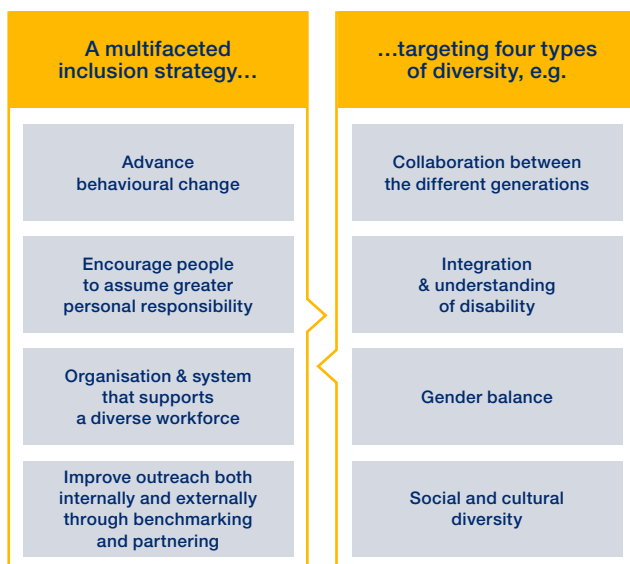 A multifaceted
inclusion strategy…
Advance
behavioural change
Encourage people
to assume greater
personal responsibility
Organisation & system
that supports
a diverse workforce
Improve outreach both
internally and externally
through benchmarking
and partnering
…targeting four types
of diversity, e.g.
Collaboration between
the different generations
Integration
& understanding
of disability
Gender balance
Social and cultural
diversity